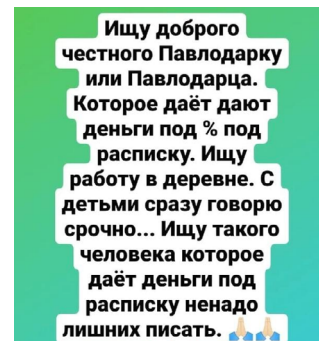 Ищу доброго
честного Павлодарку
или Павлодарца.
Которое даёт дают
деньги под % под
расписку. Ищу
работу в деревне. С
детьми сразу говорю
срочно... Ищу такого
человека которое
даёт деньги под
расписку ненадо
лишних писать. 🙏🏻🙏🏻